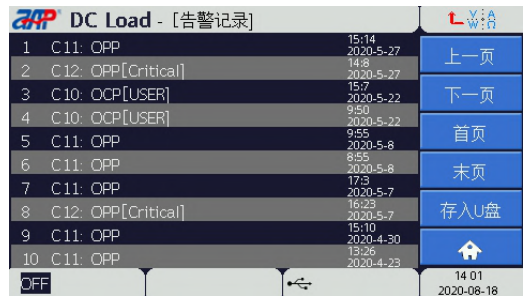 ZAP DC Load - [告警记录]
1 C11: OPP 15:14
2020-5-27
2 C12: OPP[Critical] 14:8
2020-5-27
3 C10: OCP[USER] 15:7
2020-5-22
4 C10: OCP[USER] 9:50
2020-5-22
5 C11: OPP 9:55
2020-5-8
6 C11: OPP 8:55
2020-5-8
7 C11: OPP 17:3
2020-5-7
8 C12: OPP[Critical] 16:23
2020-5-7
9 C11: OPP 15:10
2020-4-30
10 C11: OPP 13:26
2020-4-23
上一页
下一页
首页
末页
存入U盘
OFF
14 01
2020-08-18